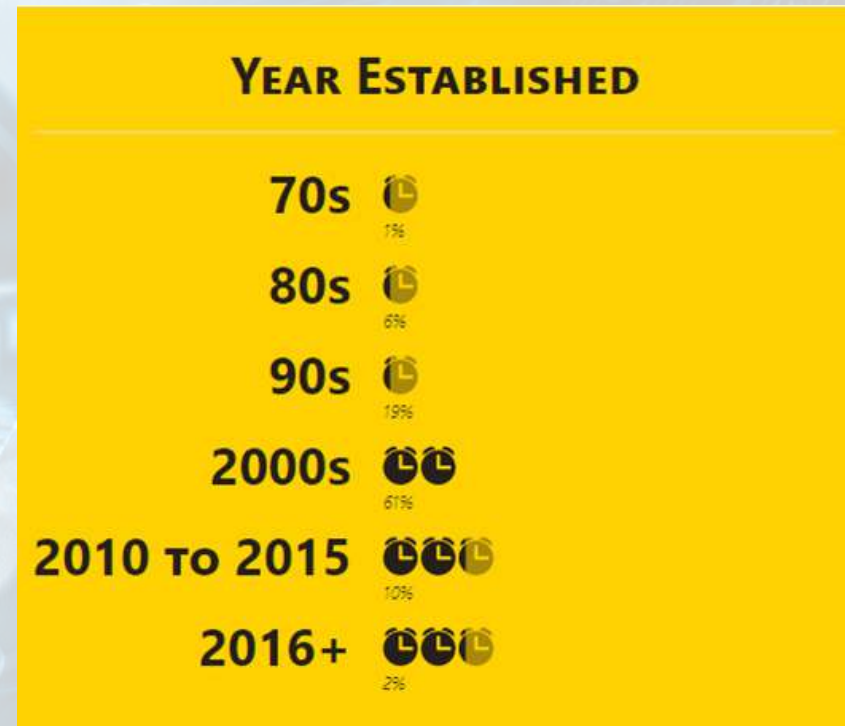 Year Established
70s
1%
80s
6%
90s
19%
2000s
61%
2010 to 2015
10%
2016+
2%